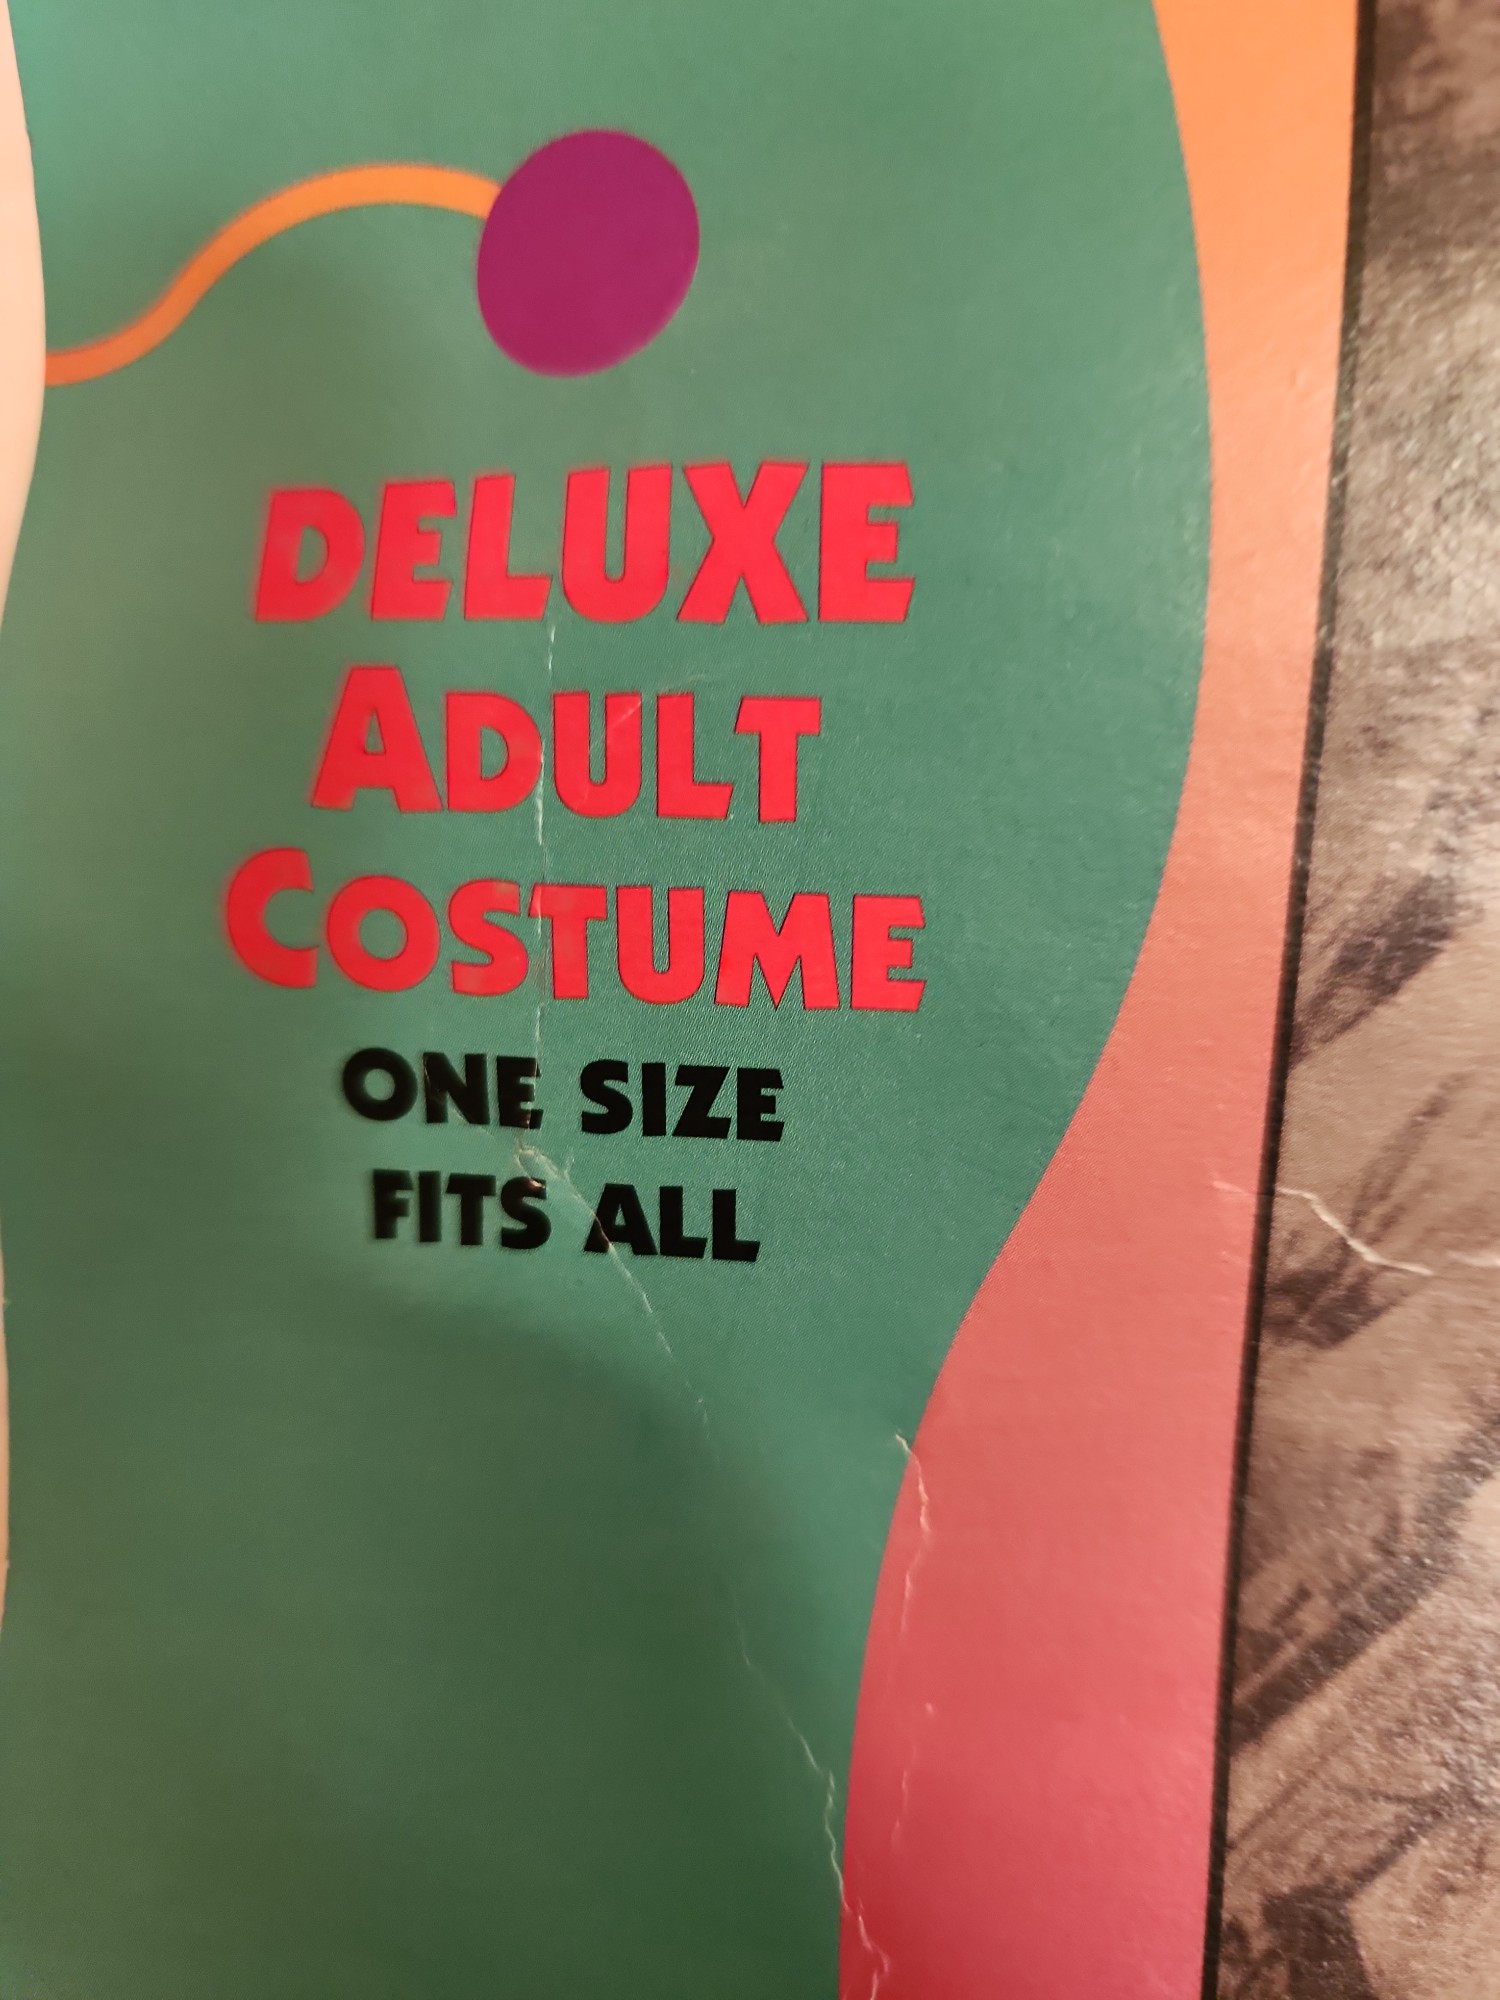 DELUXE
ADULT
COSTUME
ONE SIZE
FITS ALL